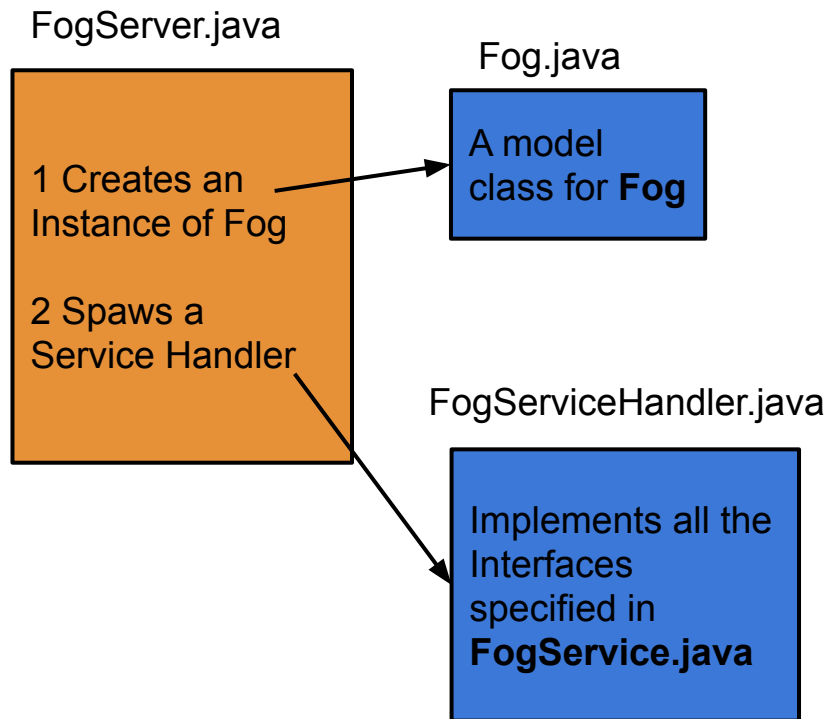 FogServer.java
1 Creates an
Instance of Fog
2 Spaws a
Service Handler
Fog.java
A model
class for Fog
FogServiceHandler.java
Implements all the
Interfaces
specified in
FogService.java